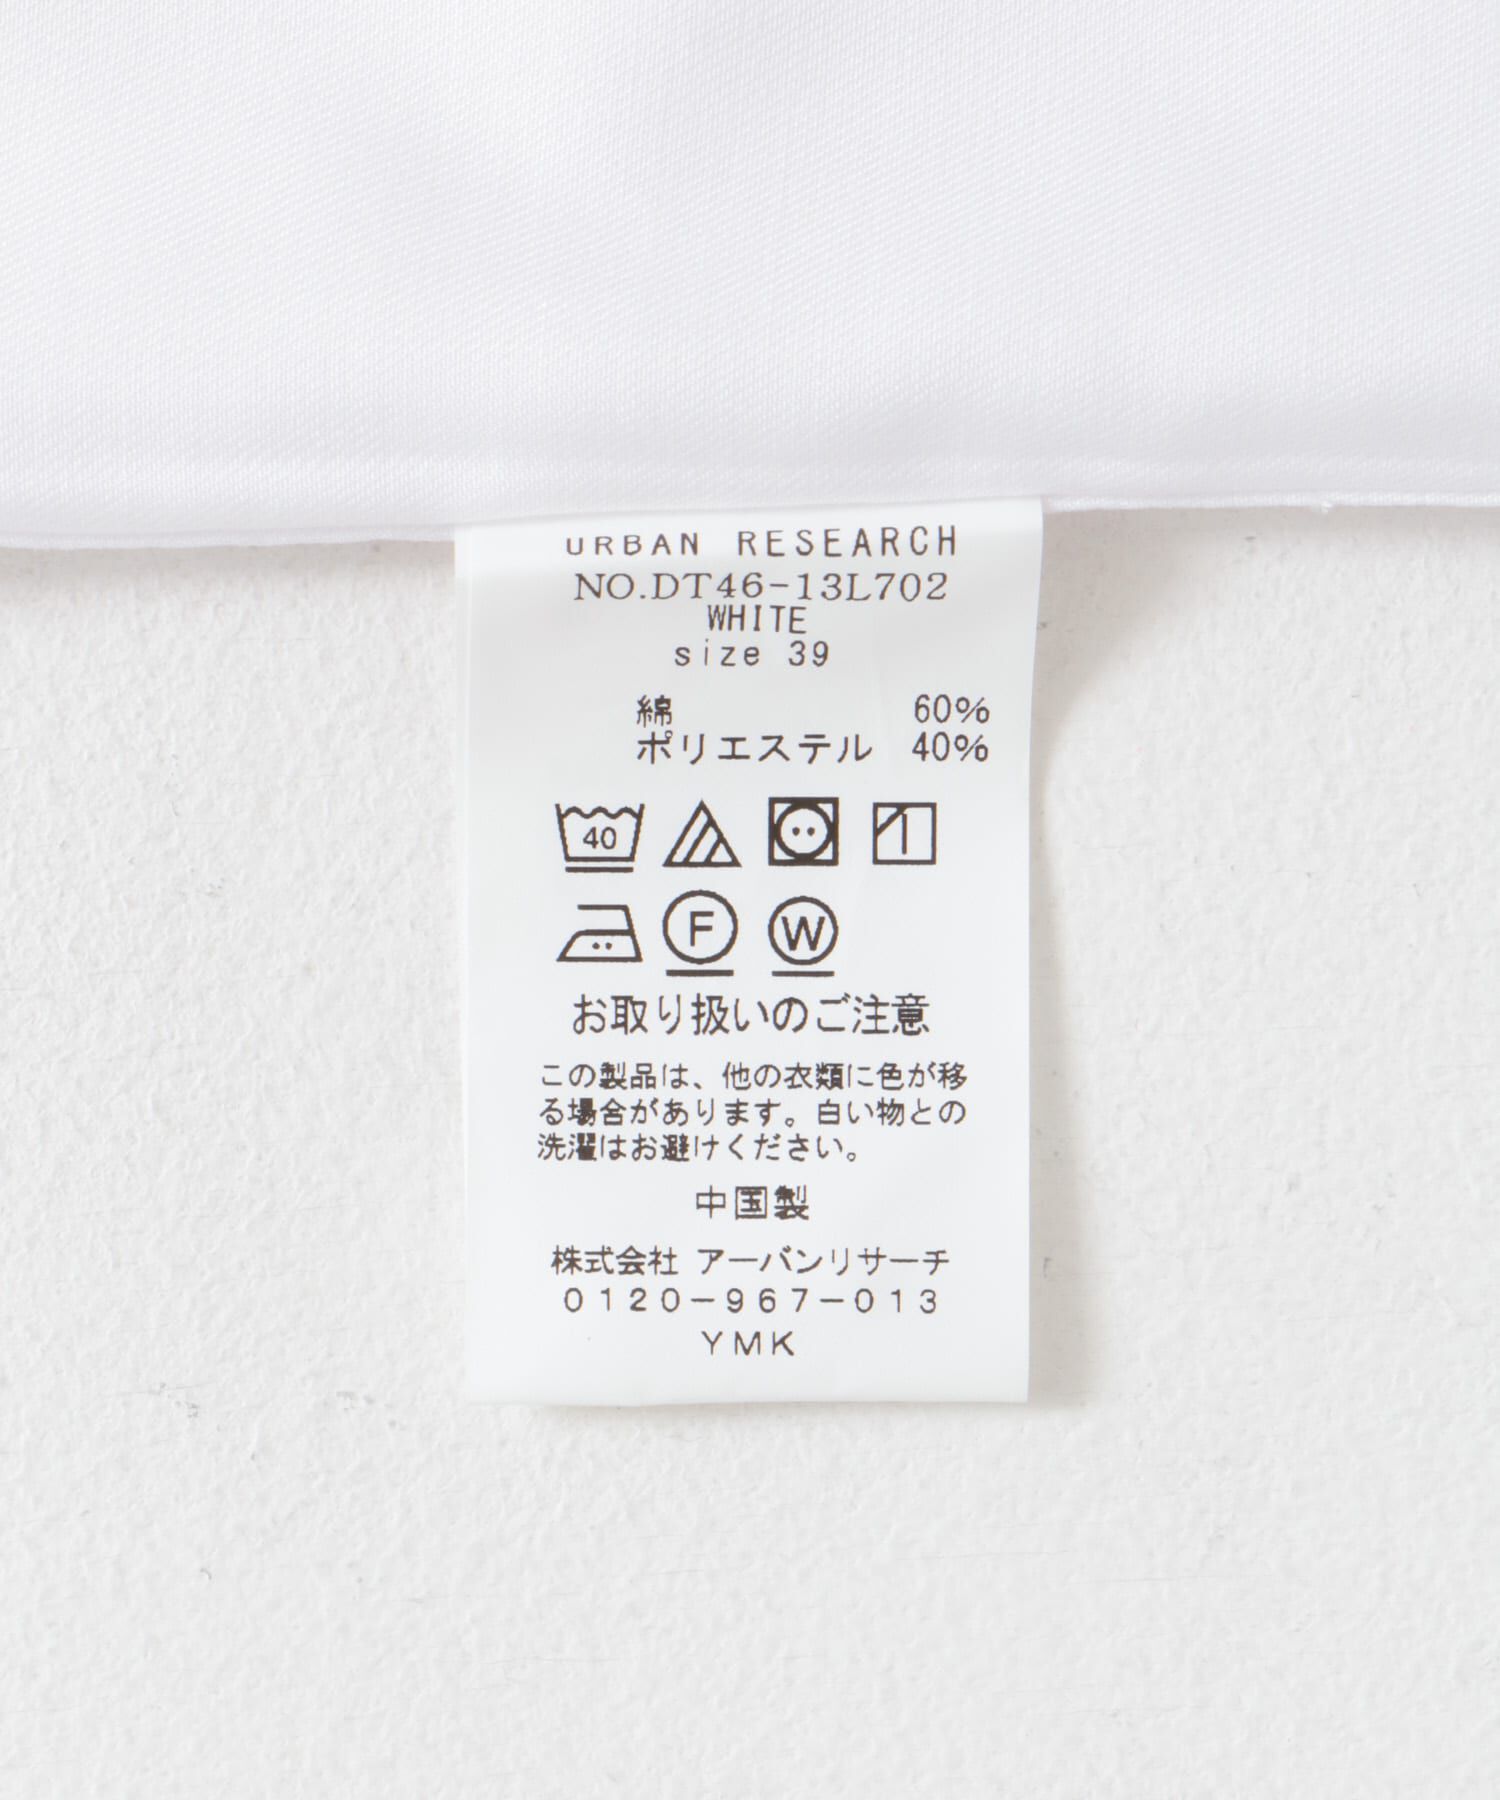 URBAN RESEARCH
NO.DT46-13L702
WHITE
size 39
綿 60%
ポリエステル 40%
40
F W
お取り扱いのご注意
この製品は、他の衣類に色が移
る場合があります。白い物との
洗濯はお避けください。
中国製
株式会社 アーバンリサーチ
0120-967-013
YMK